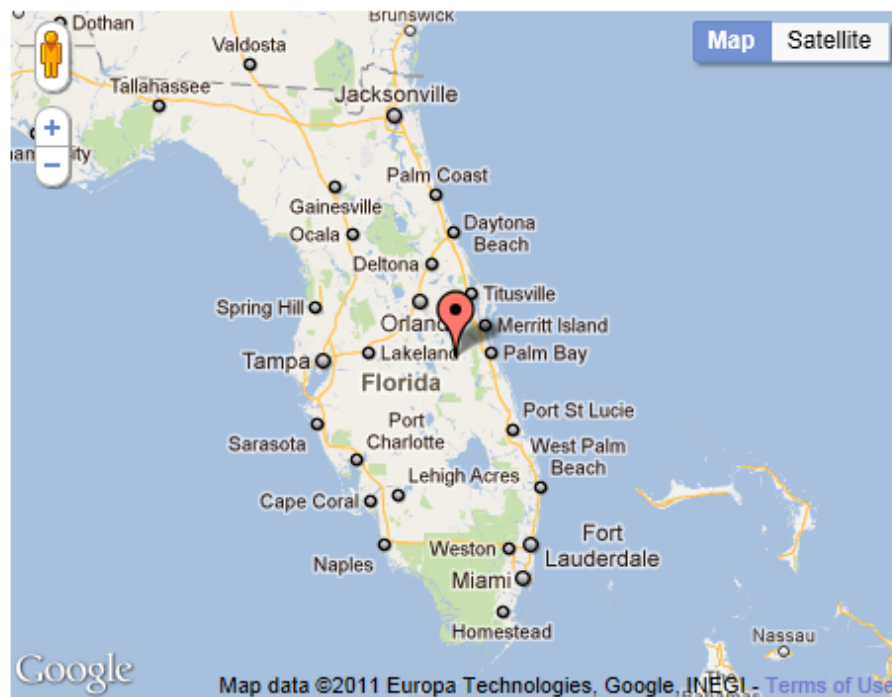 Dothan
Brunswick
Map
Satellite
Valdosta
Tallahassee
Jacksonville
+
−
Palm Coast
Gainesville
Ocala
Daytona
Beach
Deltona
Titusville
Spring Hill
Merritt Island
Tampa
Lakeland
Palm Bay
Florida
Port
Charlotte
Port St Lucie
Sarasota
West Palm
Beach
Lehigh Acres
Cape Coral
Fort
Lauderdale
Naples
Weston
Miami
Homestead
Nassau
Google
Map data ©2011 Europa Technologies, Google, INEGI - Terms of Use